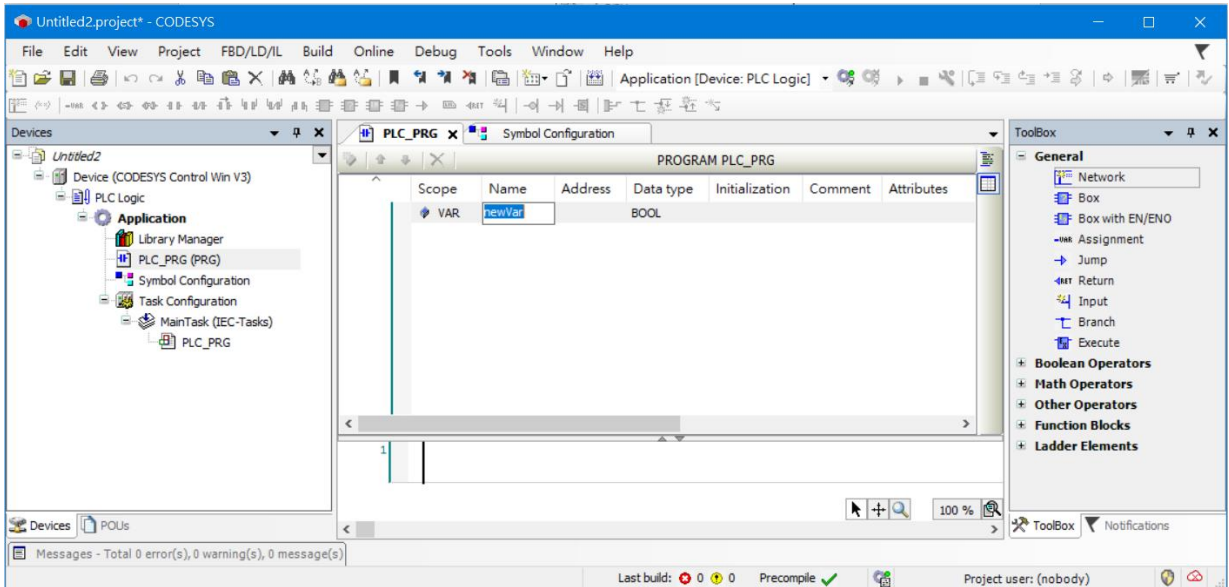 Untitled2.project* - CODESYS
File Edit View Project FBD/LD/IL Build Online Debug Tools Window Help
Application [Device: PLC Logic]
Devices
Untitled2
Device (CODESYS Control Win V3)
PLC Logic
Application
Library Manager
PLC_PRG (PRG)
Symbol Configuration
Task Configuration
MainTask (IEC-Tasks)
PLC_PRG
Devices POUs
PLC_PRG Symbol Configuration
PROGRAM PLC_PRG
Scope Name Address Data type Initialization Comment Attributes
VAR newVar BOOL
1
100 %
ToolBox
General
Network
Box
Box with EN/ENO
Assignment
Jump
Return
Input
Branch
Execute
Boolean Operators
Math Operators
Other Operators
Function Blocks
Ladder Elements
ToolBox Notifications
Messages - Total 0 error(s), 0 warning(s), 0 message(s)
Last build: 0 0 Precompile Project user: (nobody)